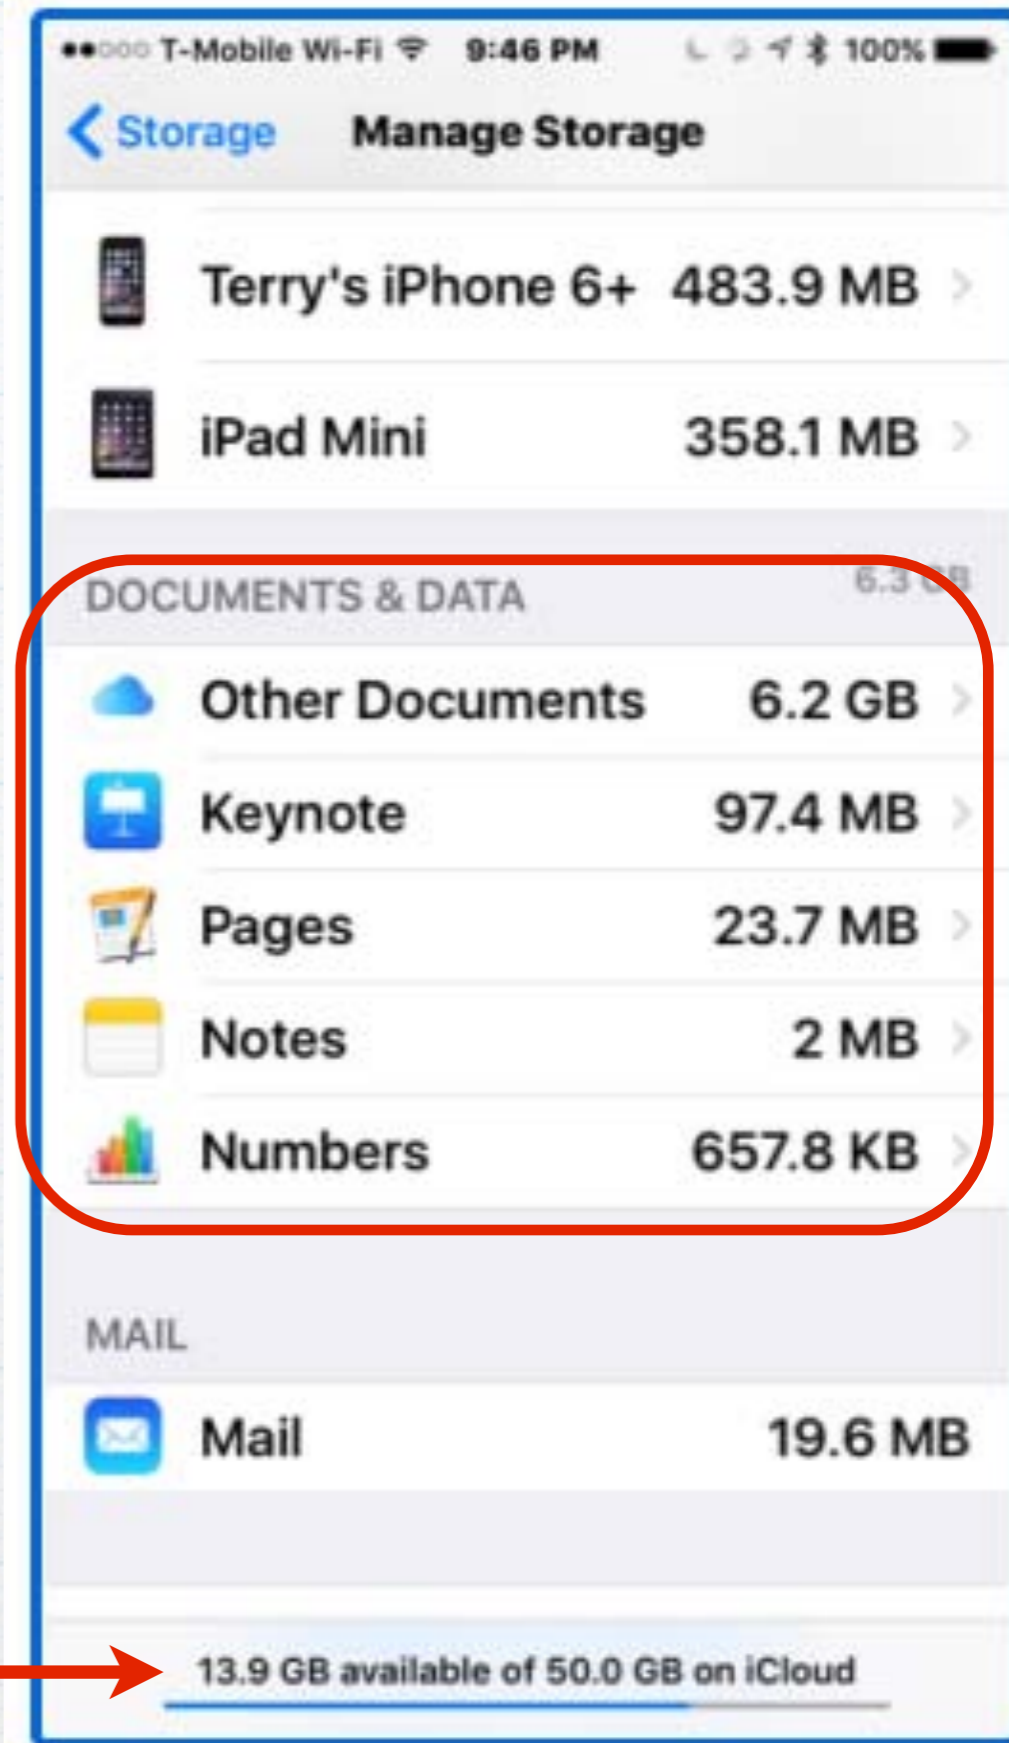 T-Mobile Wi-Fi 9:46 PM 100%
Storage Manage Storage
Terry's iPhone 6+ 483.9 MB
iPad Mini 358.1 MB
DOCUMENTS & DATA 6.3 GB
Other Documents 6.2 GB
Keynote 97.4 MB
Pages 23.7 MB
Notes 2 MB
Numbers 657.8 KB
MAIL
Mail 19.6 MB
13.9 GB available of 50.0 GB on iCloud